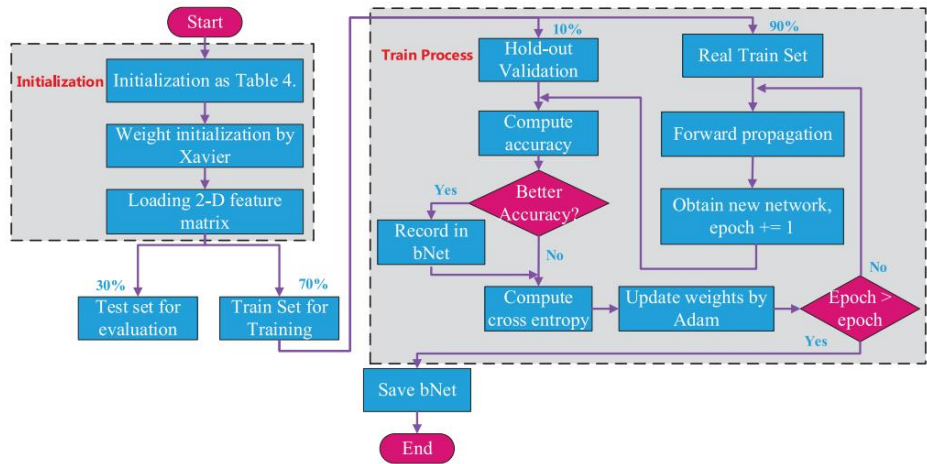 Start
Initialization
Initialization as Table 4.
Weight initialization by
Xavier
Loading 2-D feature
matrix
30%
Test set for
evaluation
70%
Train Set for
Training
Train Process
10%
Hold-out
Validation
90%
Real Train Set
Compute
accuracy
Forward propagation
Better
Accuracy?
Yes
Record in
bNet
No
Obtain new network,
epoch += 1
Compute
cross entropy
Update weights by
Adam
Epoch >
epoch
No
Yes
Save bNet
End